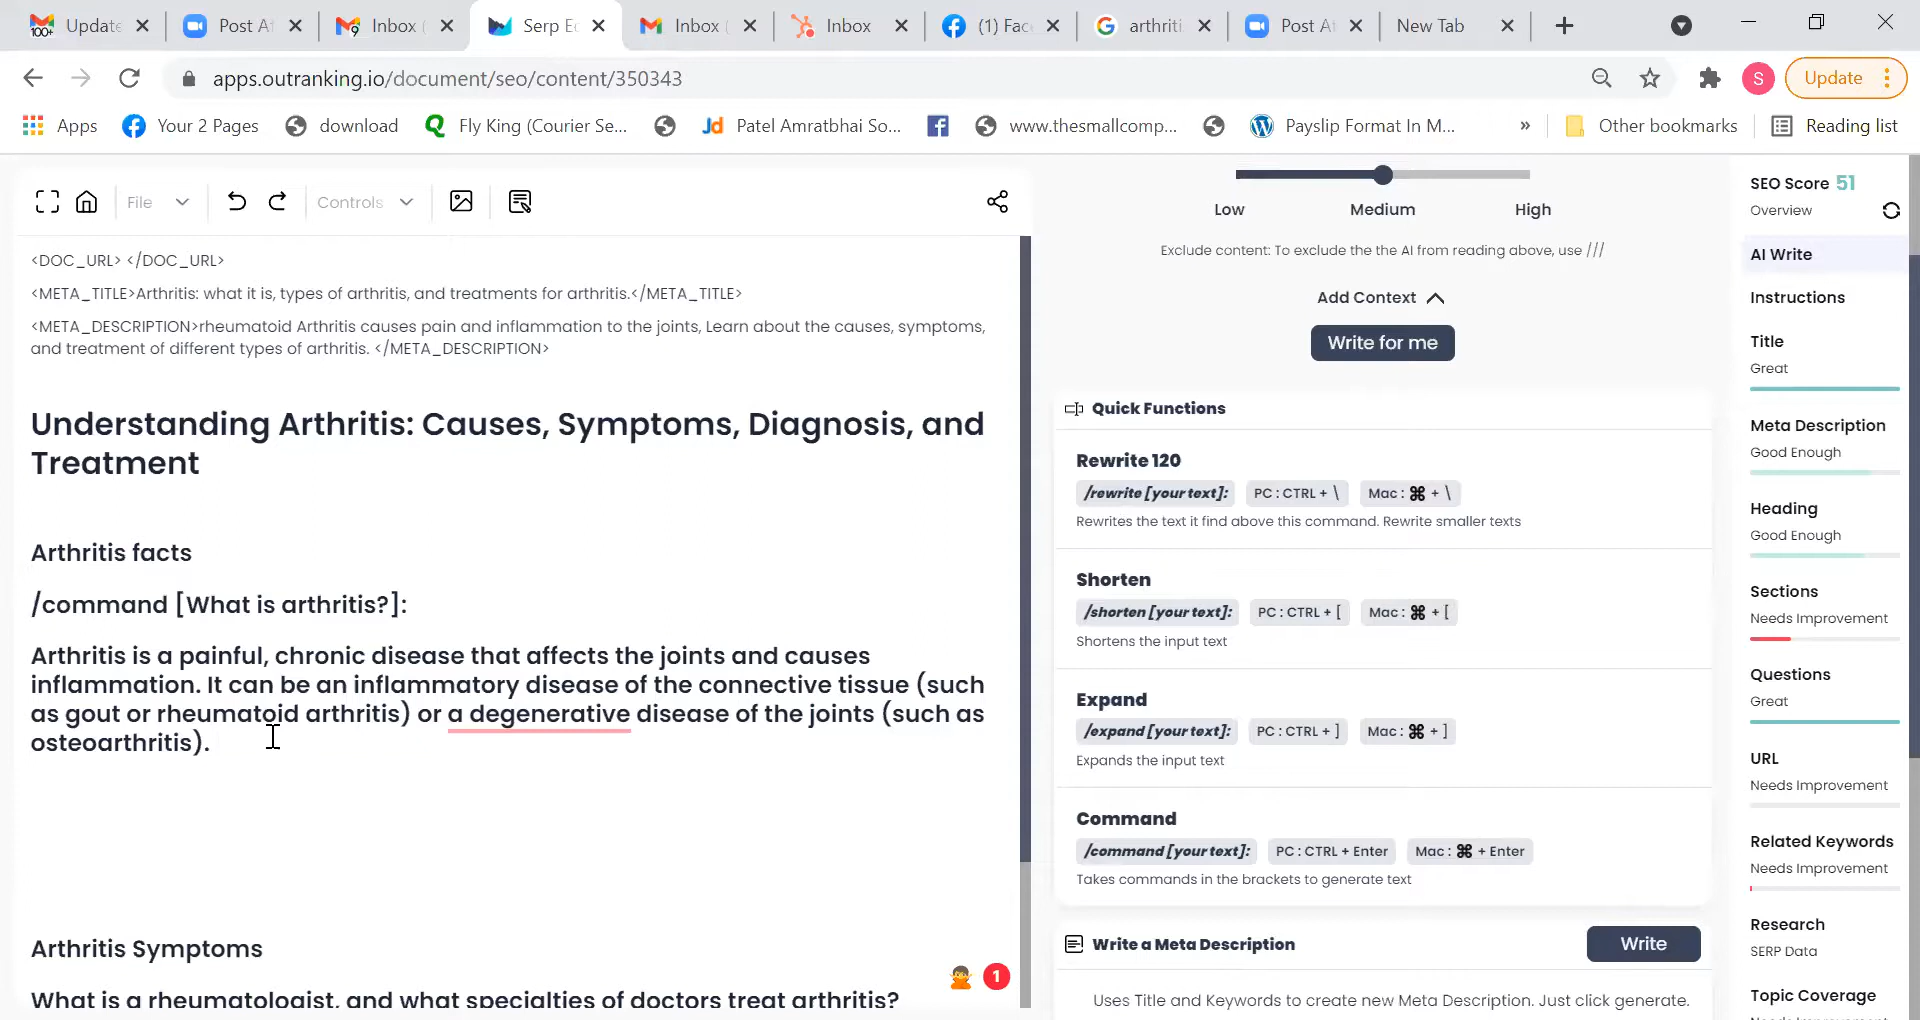 100+ Update
Post At
9 Inbox (
Serp Ec
Inbox (
Inbox
(1) Fac
arthriti
Post At
New Tab
apps.outranking.io/document/seo/content/350343
S
Update
Apps
Your 2 Pages
download
Fly King (Courier Se...
Jd Patel Amratbhai So...
www.thesmallcomp...
Payslip Format In M...
»
Other bookmarks
Reading list
File
Controls
<DOC_URL> </DOC_URL>
<META_TITLE>Arthritis: what it is, types of arthritis, and treatments for arthritis.</META_TITLE>
<META_DESCRIPTION>rheumatoid Arthritis causes pain and inflammation to the joints, Learn about the causes, symptoms,
and treatment of different types of arthritis. </META_DESCRIPTION>
Understanding Arthritis: Causes, Symptoms, Diagnosis, and
Treatment
Arthritis facts
/command [What is arthritis?]:
Arthritis is a painful, chronic disease that affects the joints and causes
inflammation. It can be an inflammatory disease of the connective tissue (such
as gout or rheumatoid arthritis) or a degenerative disease of the joints (such as
osteoarthritis).
Arthritis Symptoms
1
What is a rheumatologist, and what specialties of doctors treat arthritis?
Low Medium High
Exclude content: To exclude the the AI from reading above, use ///
Add Context
Write for me
Quick Functions
Rewrite 120
/rewrite [your text]: PC : CTRL + \ Mac : ⌘ + \
Rewrites the text it find above this command. Rewrite smaller texts
Shorten
/shorten [your text]: PC : CTRL + [ Mac : ⌘ + [
Shortens the input text
Expand
/expand [your text]: PC : CTRL + ] Mac : ⌘ + ]
Expands the input text
Command
/command [your text]: PC : CTRL + Enter Mac : ⌘ + Enter
Takes commands in the brackets to generate text
Write a Meta Description
Write
Uses Title and Keywords to create new Meta Description. Just click generate.
SEO Score 51
Overview
AI Write
Instructions
Title
Great
Meta Description
Good Enough
Heading
Good Enough
Sections
Needs Improvement
Questions
Great
URL
Needs Improvement
Related Keywords
Needs Improvement
Research
SERP Data
Topic Coverage